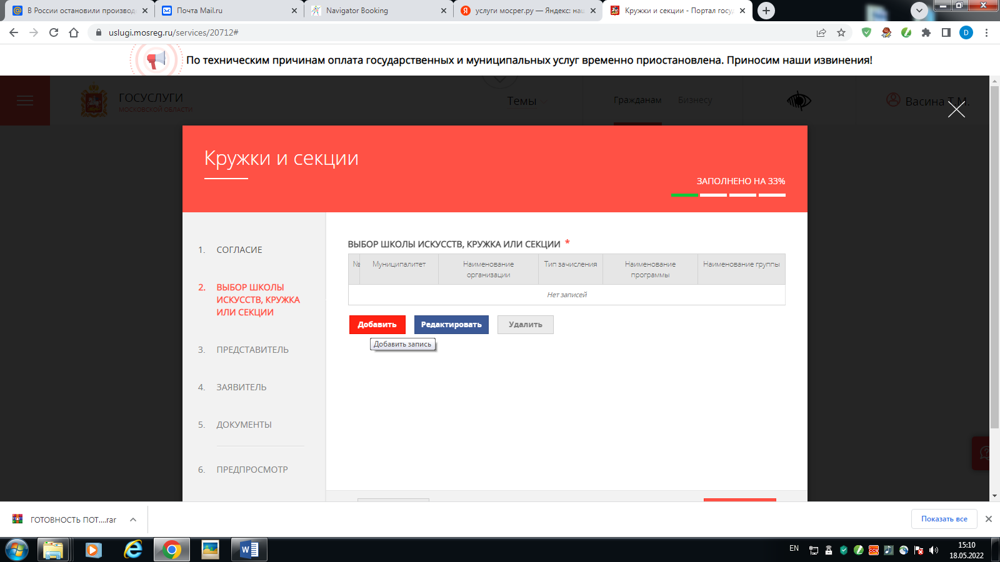 В России остановили производ
Почта Mail.ru
Navigator Booking
услуги мосрег.ру — Яндекс: на
Кружки и секции - Портал госу
uslugi.mosreg.ru/services/20712#
D
По техническим причинам оплата государственных и муниципальных услуг временно приостановлена. Приносим наши извинения!
ГОСУСЛУГИ
МОСКОВСКОЙ ОБЛАСТИ
Темы
Гражданам
Бизнесу
Васина Т.М.
Кружки и секции
ЗАПОЛНЕНО НА 33%
1. СОГЛАСИЕ
2. ВЫБОР ШКОЛЫ
ИСКУССТВ, КРУЖКА
ИЛИ СЕКЦИИ
3. ПРЕДСТАВИТЕЛЬ
4. ЗАЯВИТЕЛЬ
5. ДОКУМЕНТЫ
6. ПРЕДПРОСМОТР
ВЫБОР ШКОЛЫ ИСКУССТВ, КРУЖКА ИЛИ СЕКЦИИ *
№ Муниципалитет Наименование организации Тип зачисления Наименование программы Наименование группы
Нет записей
Добавить Редактировать Удалить
Добавить запись
ГОТОВНОСТЬ ПОТ....rar
Показать все
EN
15:10
18.05.2022